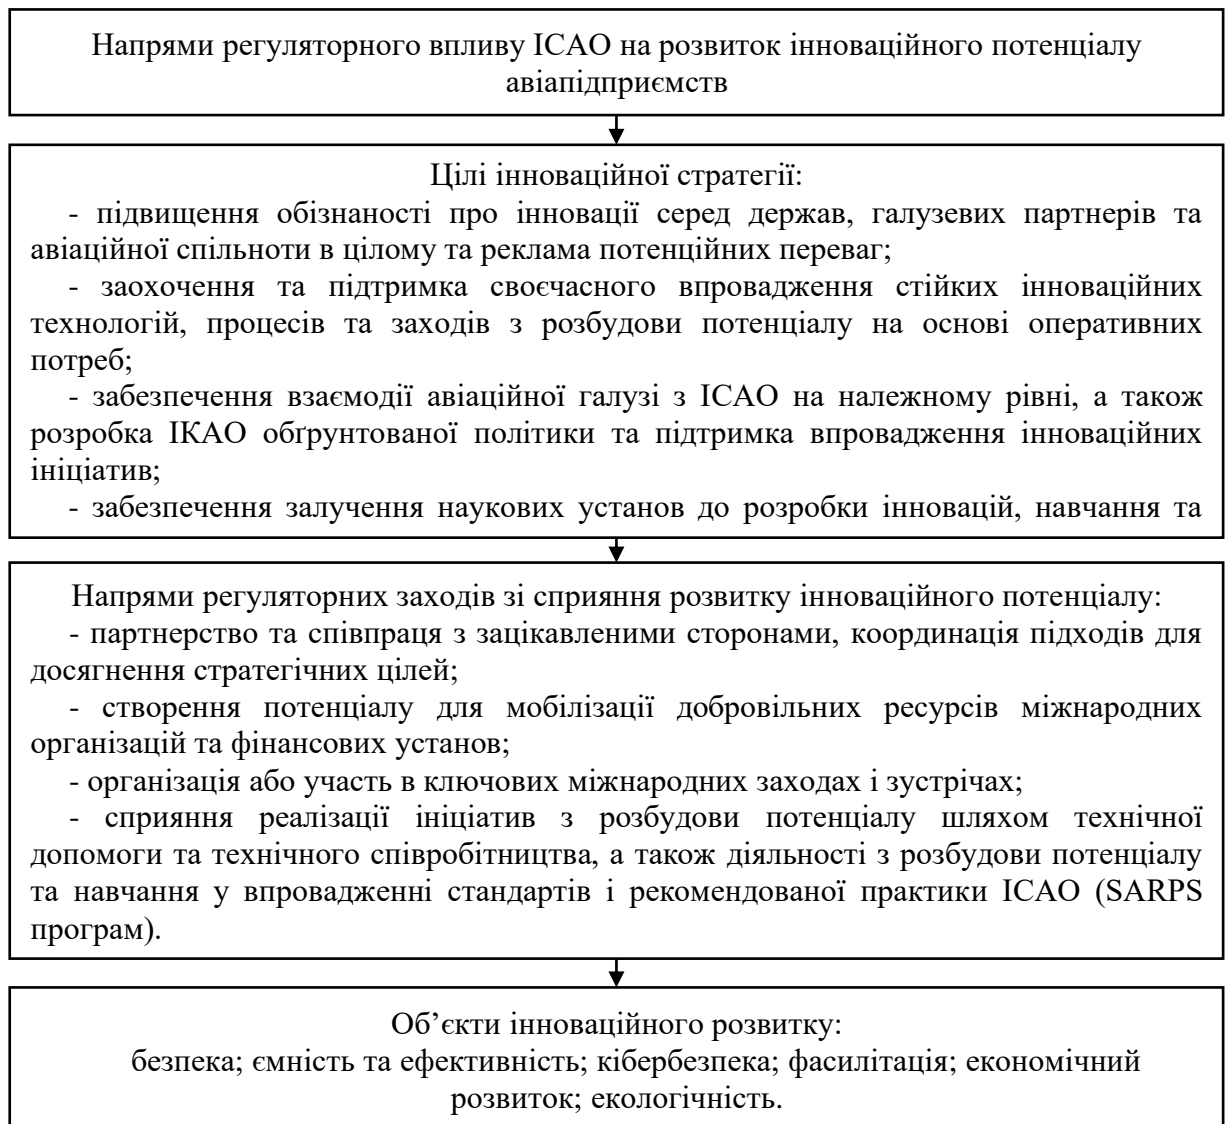 Напрями регуляторного впливу ІСАО на розвиток інноваційного потенціалу
авіапідприємств
Цілі інноваційної стратегії:
- підвищення обізнаності про інновації серед держав, галузевих партнерів та
авіаційної спільноти в цілому та реклама потенційних переваг;
- заохочення та підтримка своєчасного впровадження стійких інноваційних
технологій, процесів та заходів з розбудови потенціалу на основі оперативних
потреб;
- забезпечення взаємодії авіаційної галузі з ІСАО на належному рівні, а також
розробка ІКАО обґрунтованої політики та підтримка впровадження інноваційних
ініціатив;
- забезпечення залучення наукових установ до розробки інновацій, навчання та
Напрями регуляторних заходів зі сприяння розвитку інноваційного потенціалу:
- партнерство та співпраця з зацікавленими сторонами, координація підходів для
досягнення стратегічних цілей;
- створення потенціалу для мобілізації добровільних ресурсів міжнародних
організацій та фінансових установ;
- організація або участь в ключових міжнародних заходах і зустрічах;
- сприяння реалізації ініціатив з розбудови потенціалу шляхом технічної
допомоги та технічного співробітництва, а також діяльності з розбудови потенціалу
та навчання у впровадженні стандартів і рекомендованої практики ІСАО (SARPS
програм).
Об’єкти інноваційного розвитку:
безпека; ємність та ефективність; кібербезпека; фасилітація; економічний
розвиток; екологічність.